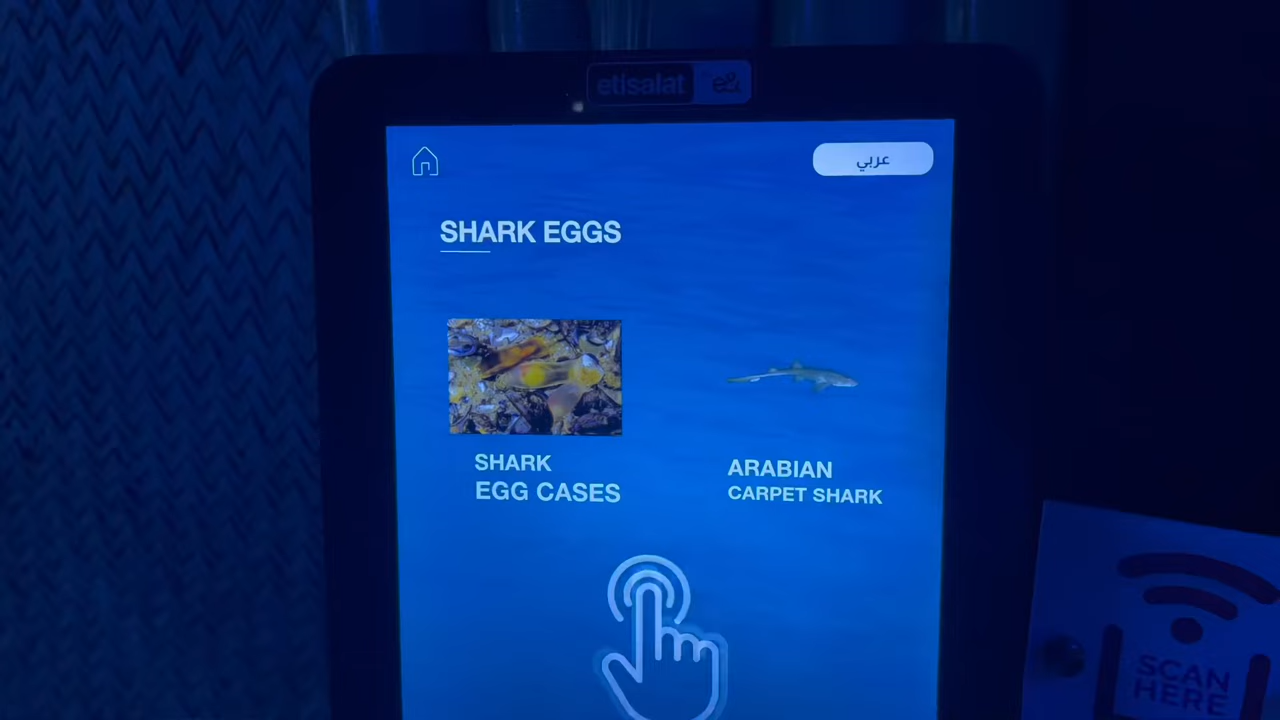 etisalat e&
عربي
SHARK EGGS
SHARK
EGG CASES
ARABIAN
CARPET SHARK
SCAN
HERE